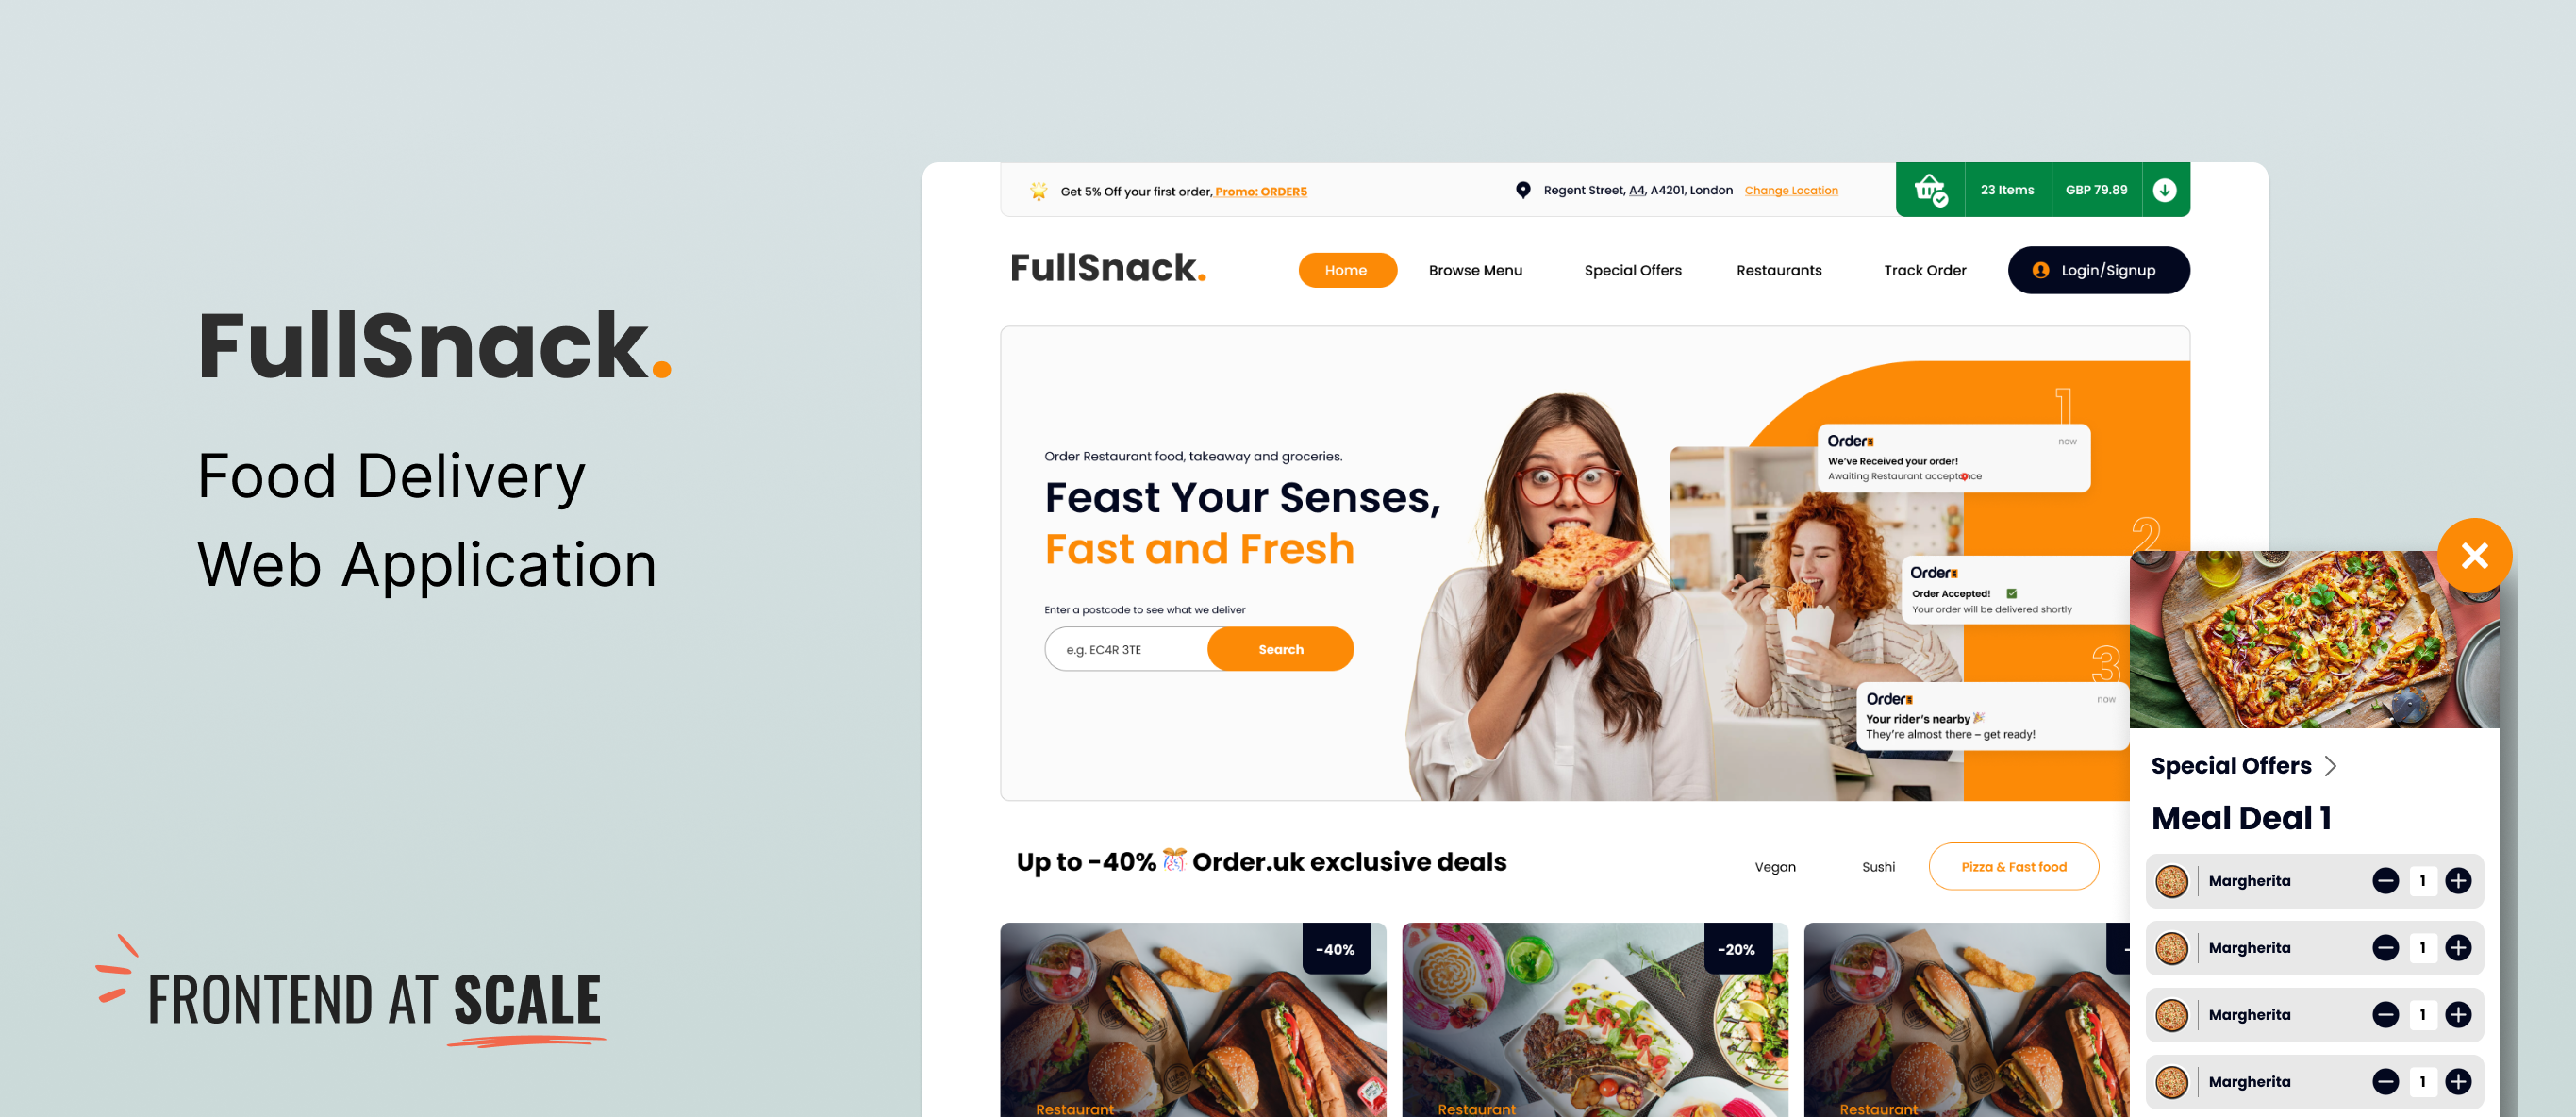 FullSnack.
Food Delivery
Web Application
FRONTEND AT SCALE
Get 5% Off your first order, Promo: ORDER5
Regent Street, A4, A4201, London Change Location
23 Items
GBP 79.89
FullSnack.
Home
Browse Menu
Special Offers
Restaurants
Track Order
Login/Signup
Order Restaurant food, takeaway and groceries.
Feast Your Senses,
Fast and Fresh
Enter a postcode to see what we deliver
e.g. EC4R 3TE
Search
1
Order
now
We've Received your order!
Awaiting Restaurant acceptance
2
Order
Order Accepted!
Your order will be delivered shortly
3
Order
now
Your rider's nearby
They're almost there – get ready!
Up to -40% Order.uk exclusive deals
Vegan
Sushi
Pizza & Fast food
-40%
Restaurant
-20%
Restaurant
-
Restaurant
Special Offers
Meal Deal 1
Margherita
1
Margherita
1
Margherita
1
Margherita
1